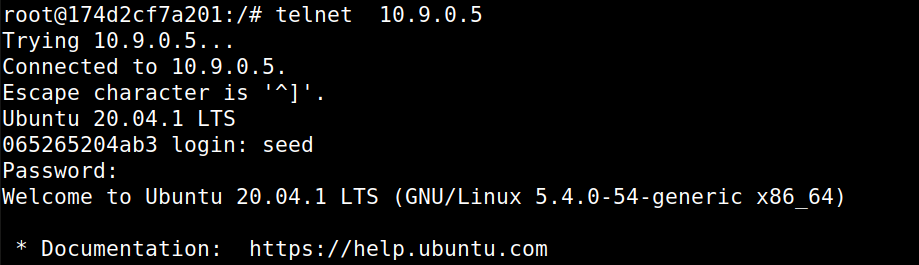 root@174d2cf7a201:/# telnet  10.9.0.5
Trying 10.9.0.5...
Connected to 10.9.0.5.
Escape character is '^]'.
Ubuntu 20.04.1 LTS
065265204ab3 login: seed
Password:
Welcome to Ubuntu 20.04.1 LTS (GNU/Linux 5.4.0-54-generic x86_64)

 * Documentation:  https://help.ubuntu.com